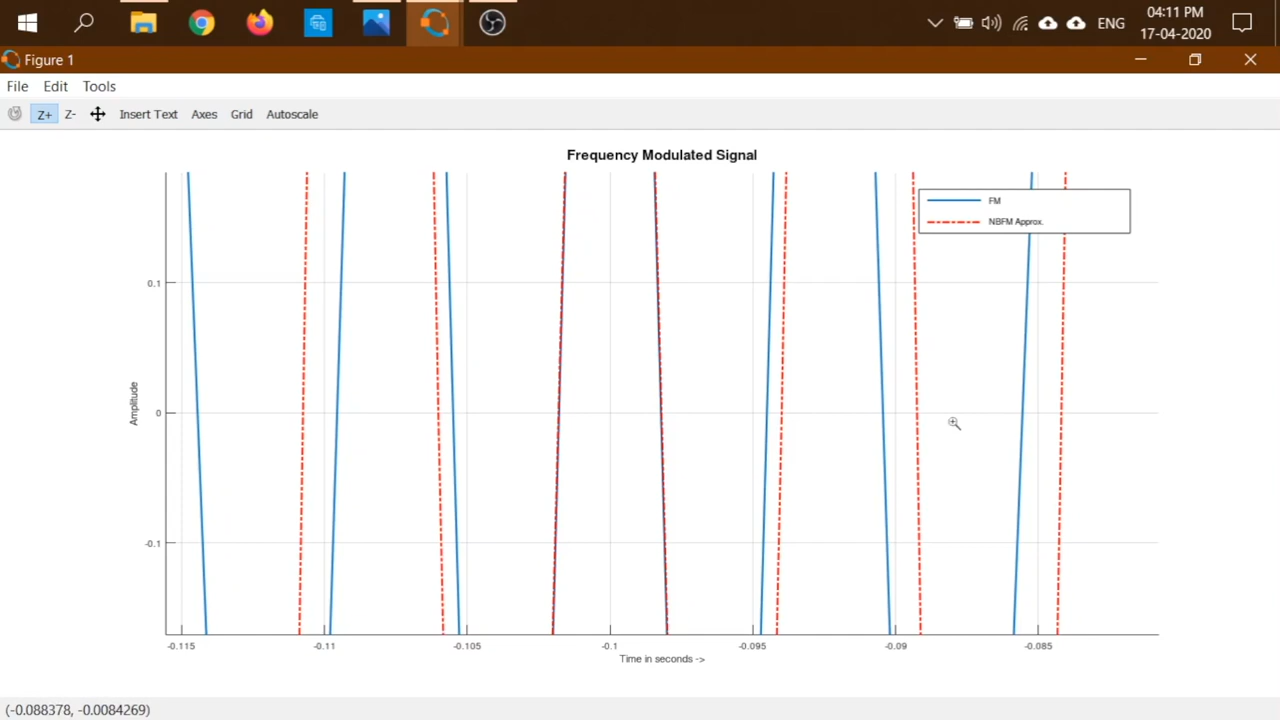 04:11 PM
ENG
17-04-2020
Figure 1
File Edit Tools
Z+ Z- Insert Text Axes Grid Autoscale
Frequency Modulated Signal
FM
NBFM Approx.
0.1
0
-0.1
Amplitude
-0.115 -0.11 -0.105 -0.1 -0.095 -0.09 -0.085
Time in seconds ->
(-0.088378, -0.0084269)